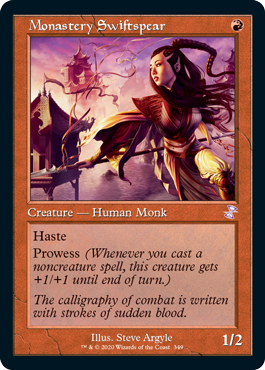 Monastery Swiftspear
Creature — Human Monk
Haste
Prowess (Whenever you cast a
noncreature spell, this creature gets
+1/+1 until end of turn.)
The calligraphy of combat is written
with strokes of sudden blood.
Illus. Steve Argyle
™ & © 2020 Wizards of the Coast 349
1/2